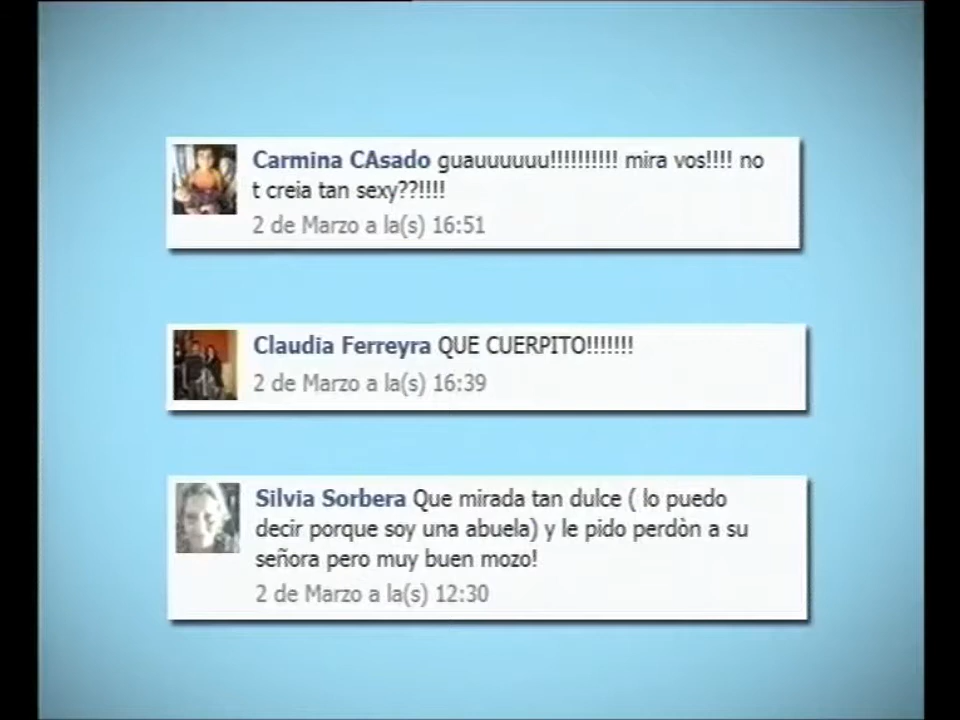 Carmina CAsado guauuuuuu!!!!!!!!!! mira vos!!!! no
t creia tan sexy??!!!!
2 de Marzo a la(s) 16:51
Claudia Ferreyra QUE CUERPITO!!!!!!!
2 de Marzo a la(s) 16:39
Silvia Sorbera Que mirada tan dulce ( lo puedo
decir porque soy una abuela) y le pido perdòn a su
señora pero muy buen mozo!
2 de Marzo a la(s) 12:30